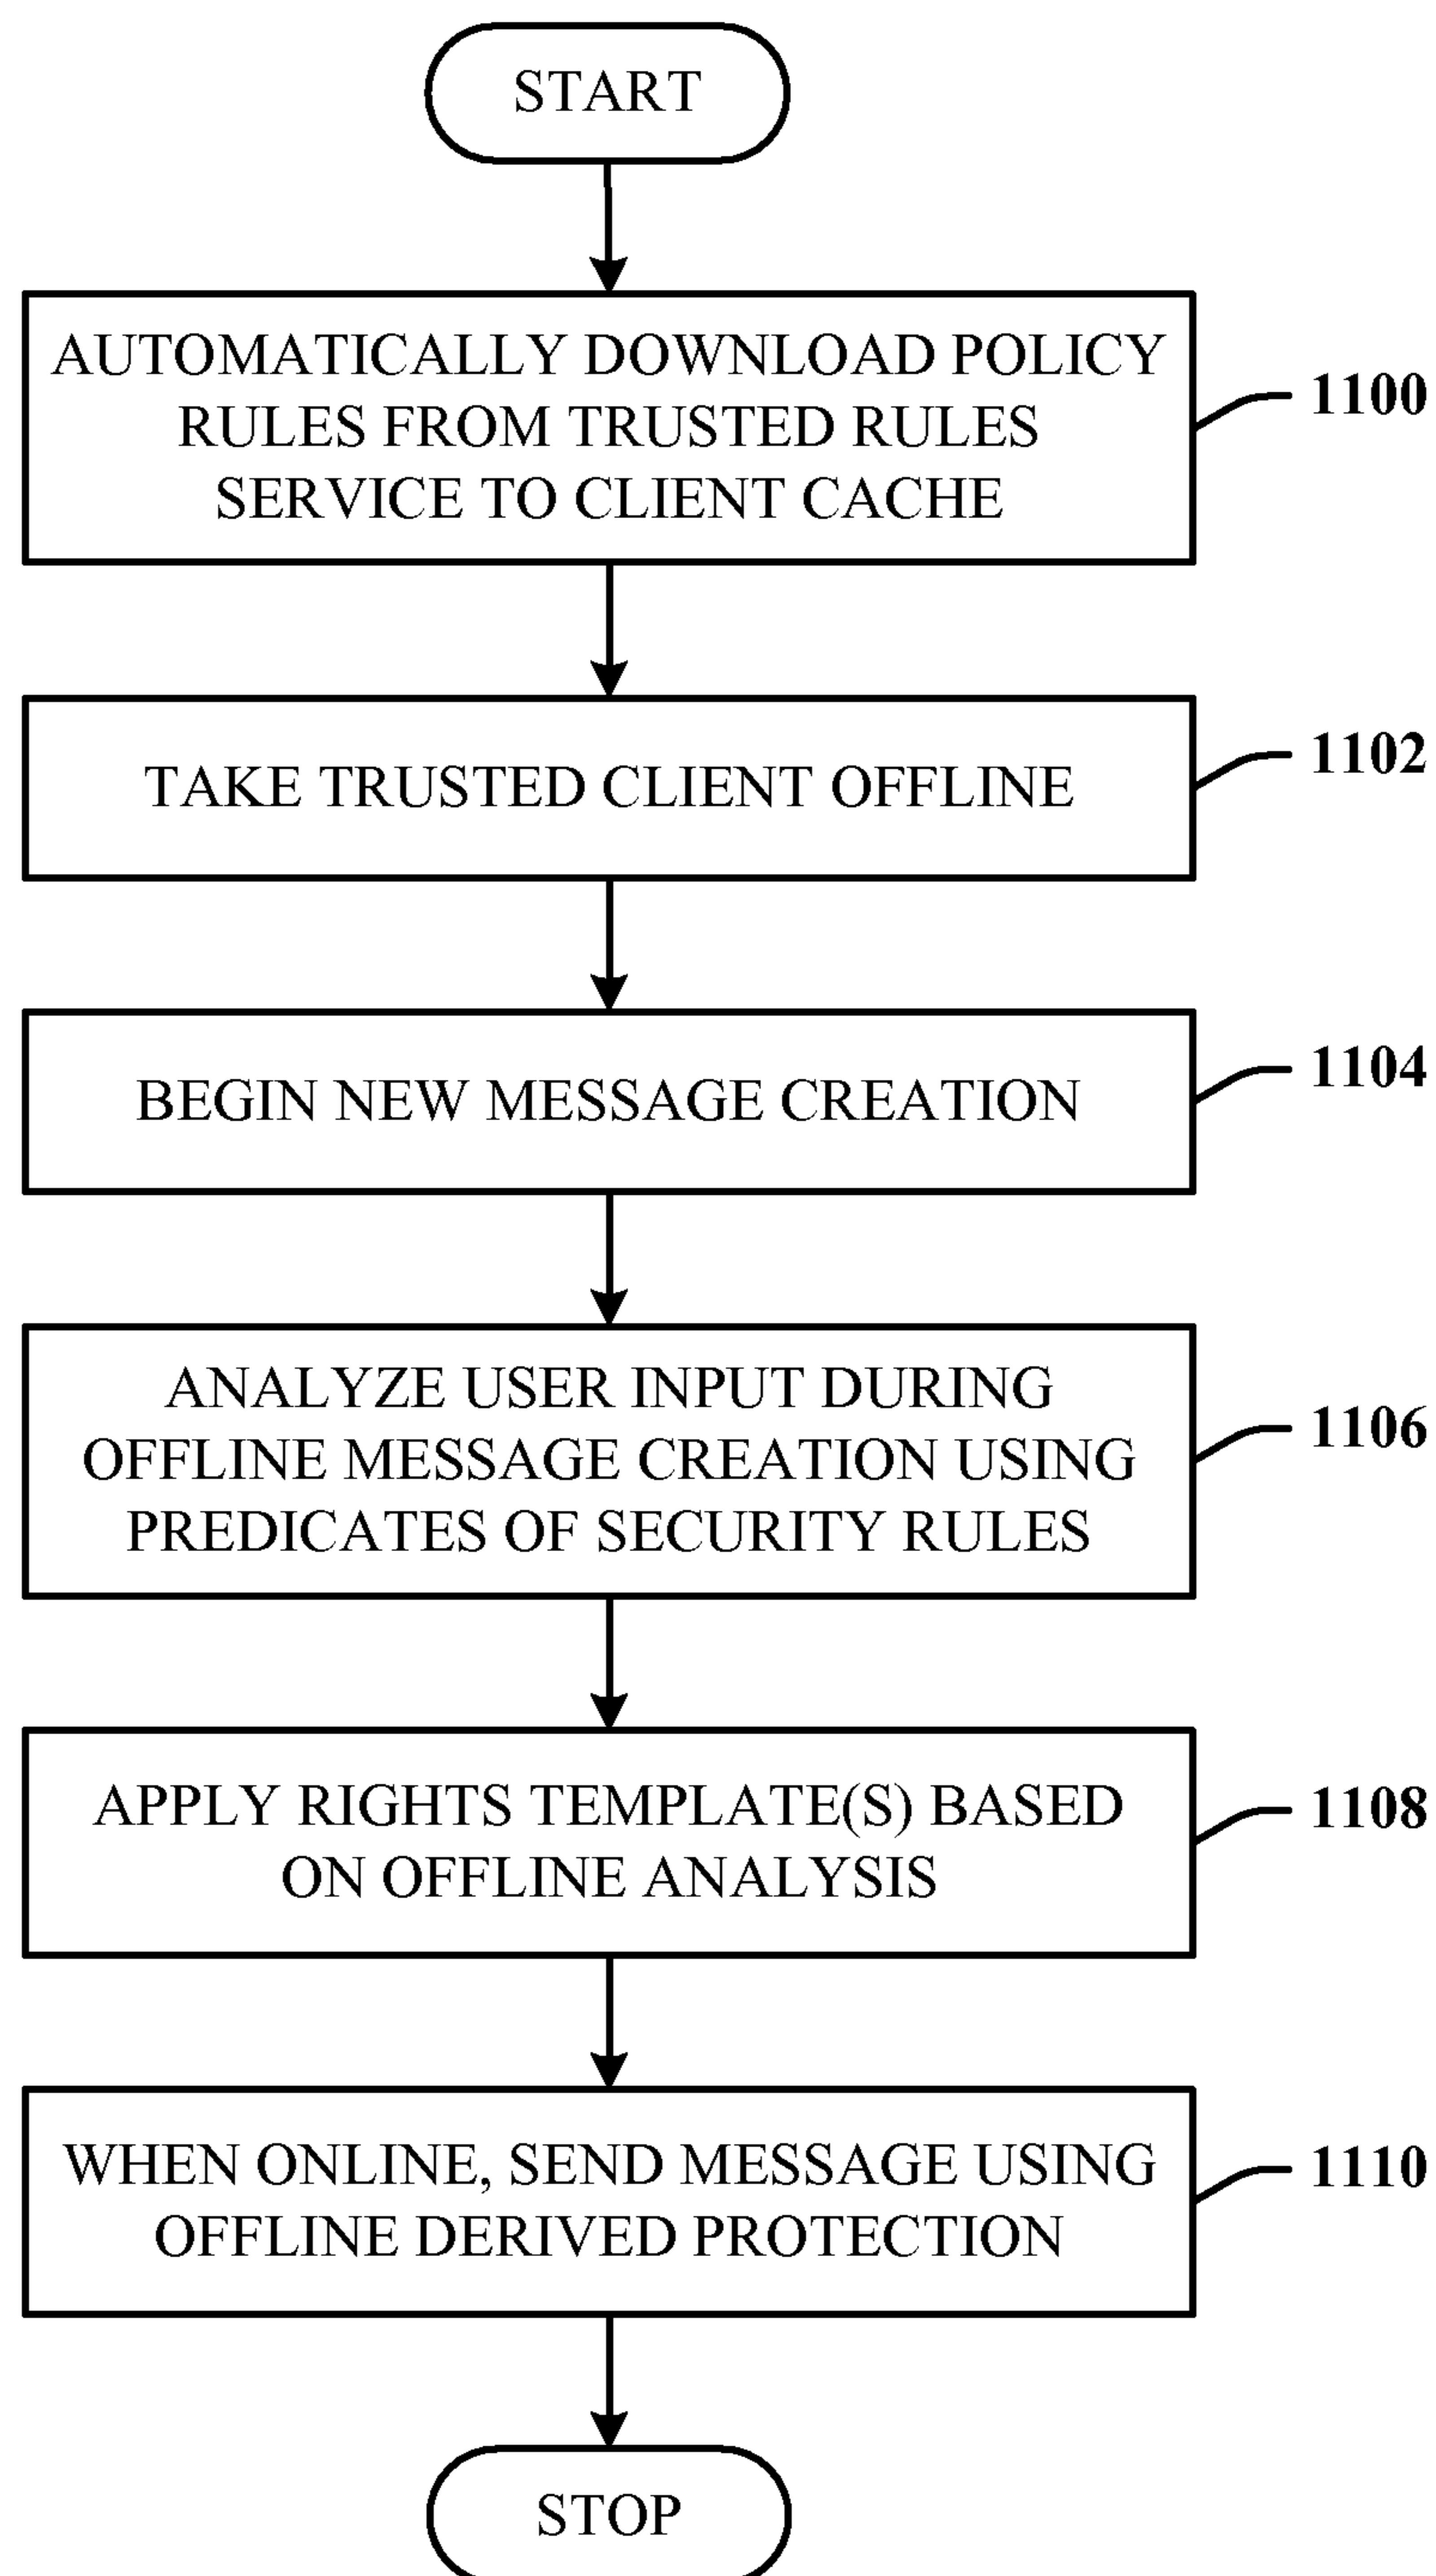 START
AUTOMATICALLY DOWNLOAD POLICY
RULES FROM TRUSTED RULES
SERVICE TO CLIENT CACHE
1100
TAKE TRUSTED CLIENT OFFLINE
1102
BEGIN NEW MESSAGE CREATION
1104
ANALYZE USER INPUT DURING
OFFLINE MESSAGE CREATION USING
PREDICATES OF SECURITY RULES
1106
APPLY RIGHTS TEMPLATE(S) BASED
ON OFFLINE ANALYSIS
1108
WHEN ONLINE, SEND MESSAGE USING
OFFLINE DERIVED PROTECTION
1110
STOP